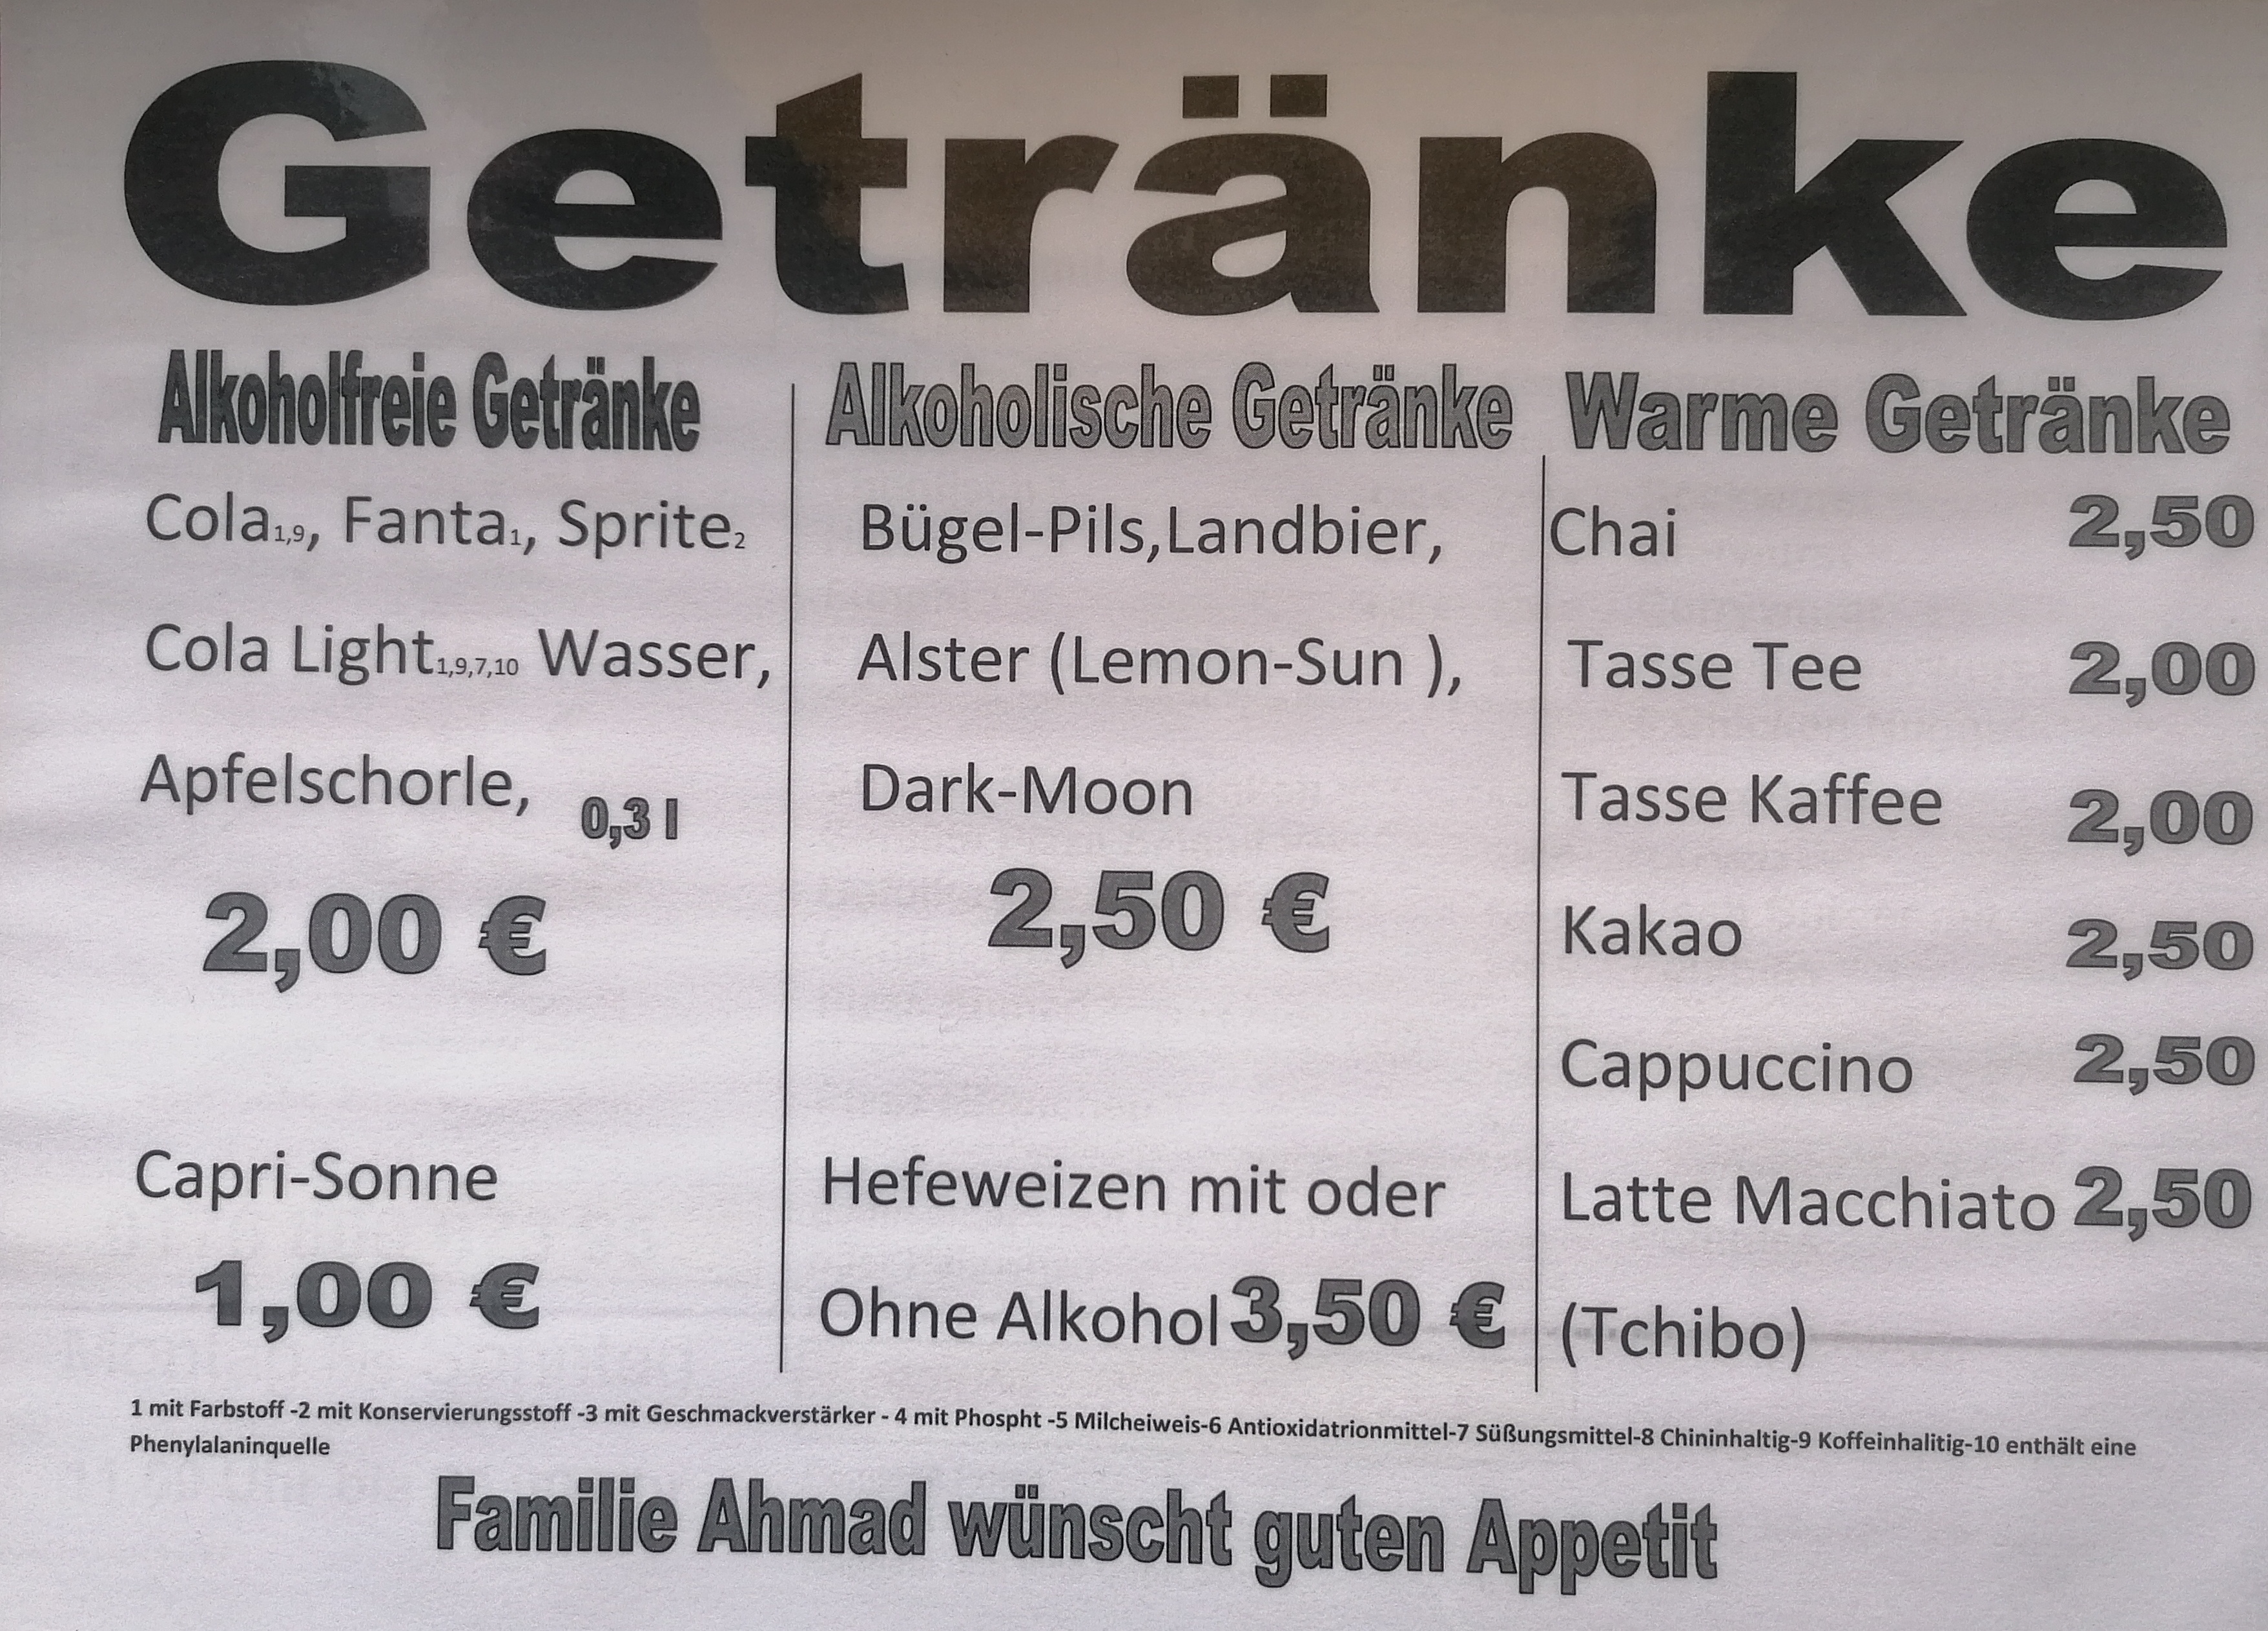 Getränke
Alkoholfreie Getränke
Cola1,9, Fanta1, Sprite2
Cola Light1,9,7,10 Wasser,
Apfelschorle, 0,3 l
2,00 €
Capri-Sonne
1,00 €
Alkoholische Getränke
Bügel-Pils,Landbier,
Alster (Lemon-Sun ),
Dark-Moon
2,50 €
Hefeweizen mit oder
Ohne Alkohol 3,50 €
Warme Getränke
Chai 2,50
Tasse Tee 2,00
Tasse Kaffee 2,00
Kakao 2,50
Cappuccino 2,50
Latte Macchiato 2,50
(Tchibo)
1 mit Farbstoff -2 mit Konservierungsstoff -3 mit Geschmackverstärker - 4 mit Phospht -5 Milcheiweis-6 Antioxidatrionmittel-7 Süßungsmittel-8 Chininhaltig-9 Koffeinhalitig-10 enthält eine
Phenylalaninquelle
Familie Ahmad wünscht guten Appetit